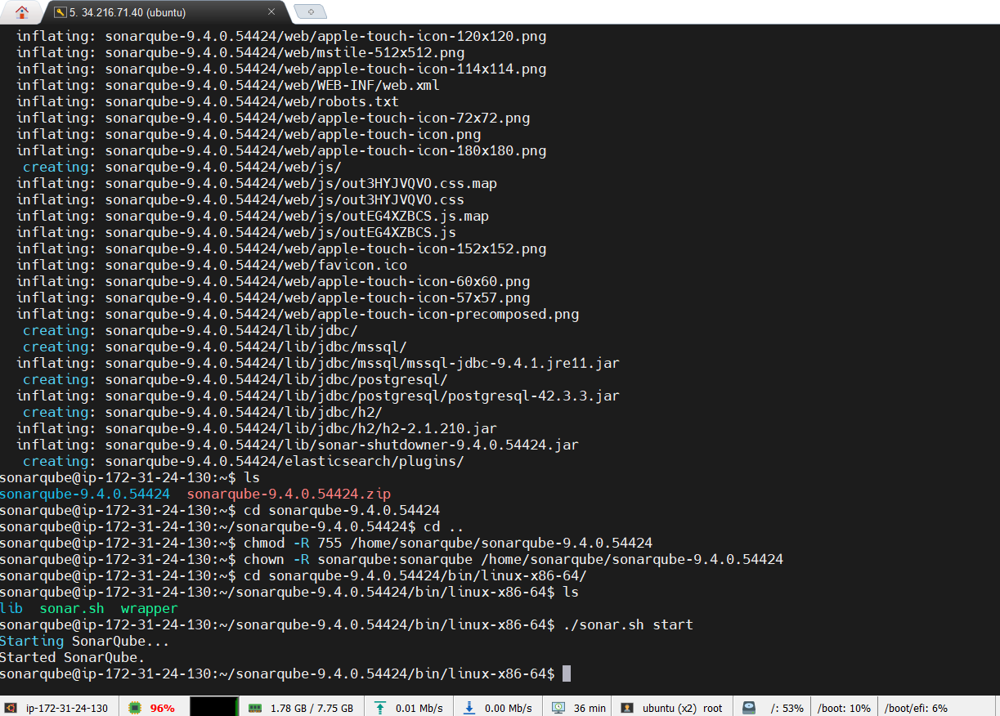 5. 34.216.71.40 (ubuntu)
inflating: sonarqube-9.4.0.54424/web/apple-touch-icon-120x120.png
inflating: sonarqube-9.4.0.54424/web/mstile-512x512.png
inflating: sonarqube-9.4.0.54424/web/apple-touch-icon-114x114.png
inflating: sonarqube-9.4.0.54424/web/WEB-INF/web.xml
inflating: sonarqube-9.4.0.54424/web/robots.txt
inflating: sonarqube-9.4.0.54424/web/apple-touch-icon-72x72.png
inflating: sonarqube-9.4.0.54424/web/apple-touch-icon.png
inflating: sonarqube-9.4.0.54424/web/apple-touch-icon-180x180.png
creating: sonarqube-9.4.0.54424/web/js/
inflating: sonarqube-9.4.0.54424/web/js/out3HYJVQVO.css.map
inflating: sonarqube-9.4.0.54424/web/js/out3HYJVQVO.css
inflating: sonarqube-9.4.0.54424/web/js/outEG4XZBCS.js.map
inflating: sonarqube-9.4.0.54424/web/js/outEG4XZBCS.js
inflating: sonarqube-9.4.0.54424/web/apple-touch-icon-152x152.png
inflating: sonarqube-9.4.0.54424/web/favicon.ico
inflating: sonarqube-9.4.0.54424/web/apple-touch-icon-60x60.png
inflating: sonarqube-9.4.0.54424/web/apple-touch-icon-57x57.png
inflating: sonarqube-9.4.0.54424/web/apple-touch-icon-precomposed.png
creating: sonarqube-9.4.0.54424/lib/jdbc/
creating: sonarqube-9.4.0.54424/lib/jdbc/mssql/
inflating: sonarqube-9.4.0.54424/lib/jdbc/mssql/mssql-jdbc-9.4.1.jre11.jar
creating: sonarqube-9.4.0.54424/lib/jdbc/postgresql/
inflating: sonarqube-9.4.0.54424/lib/jdbc/postgresql/postgresql-42.3.3.jar
creating: sonarqube-9.4.0.54424/lib/jdbc/h2/
inflating: sonarqube-9.4.0.54424/lib/jdbc/h2/h2-2.1.210.jar
inflating: sonarqube-9.4.0.54424/lib/sonar-shutdowner-9.4.0.54424.jar
creating: sonarqube-9.4.0.54424/elasticsearch/plugins/
sonarqube@ip-172-31-24-130:~$ ls
sonarqube-9.4.0.54424  sonarqube-9.4.0.54424.zip
sonarqube@ip-172-31-24-130:~$ cd sonarqube-9.4.0.54424
sonarqube@ip-172-31-24-130:~/sonarqube-9.4.0.54424$ cd ..
sonarqube@ip-172-31-24-130:~$ chmod -R 755 /home/sonarqube/sonarqube-9.4.0.54424
sonarqube@ip-172-31-24-130:~$ chown -R sonarqube:sonarqube /home/sonarqube/sonarqube-9.4.0.54424
sonarqube@ip-172-31-24-130:~$ cd sonarqube-9.4.0.54424/bin/linux-x86-64/
sonarqube@ip-172-31-24-130:~/sonarqube-9.4.0.54424/bin/linux-x86-64$ ls
lib  sonar.sh  wrapper
sonarqube@ip-172-31-24-130:~/sonarqube-9.4.0.54424/bin/linux-x86-64$ ./sonar.sh start
Starting SonarQube...
Started SonarQube.
sonarqube@ip-172-31-24-130:~/sonarqube-9.4.0.54424/bin/linux-x86-64$
ip-172-31-24-130 96% 1.78 GB / 7.75 GB 0.01 Mb/s 0.00 Mb/s 36 min ubuntu (x2) root /: 53% /boot: 10% /boot/efi: 6%